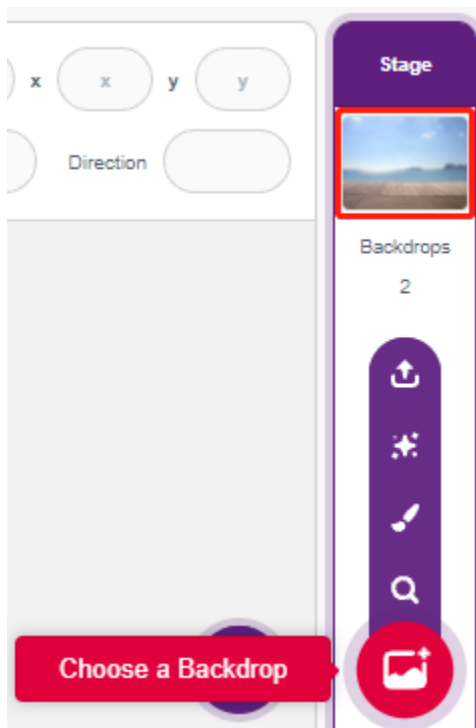 Stage
x x y y
Direction
Backdrops
2
Choose a Backdrop